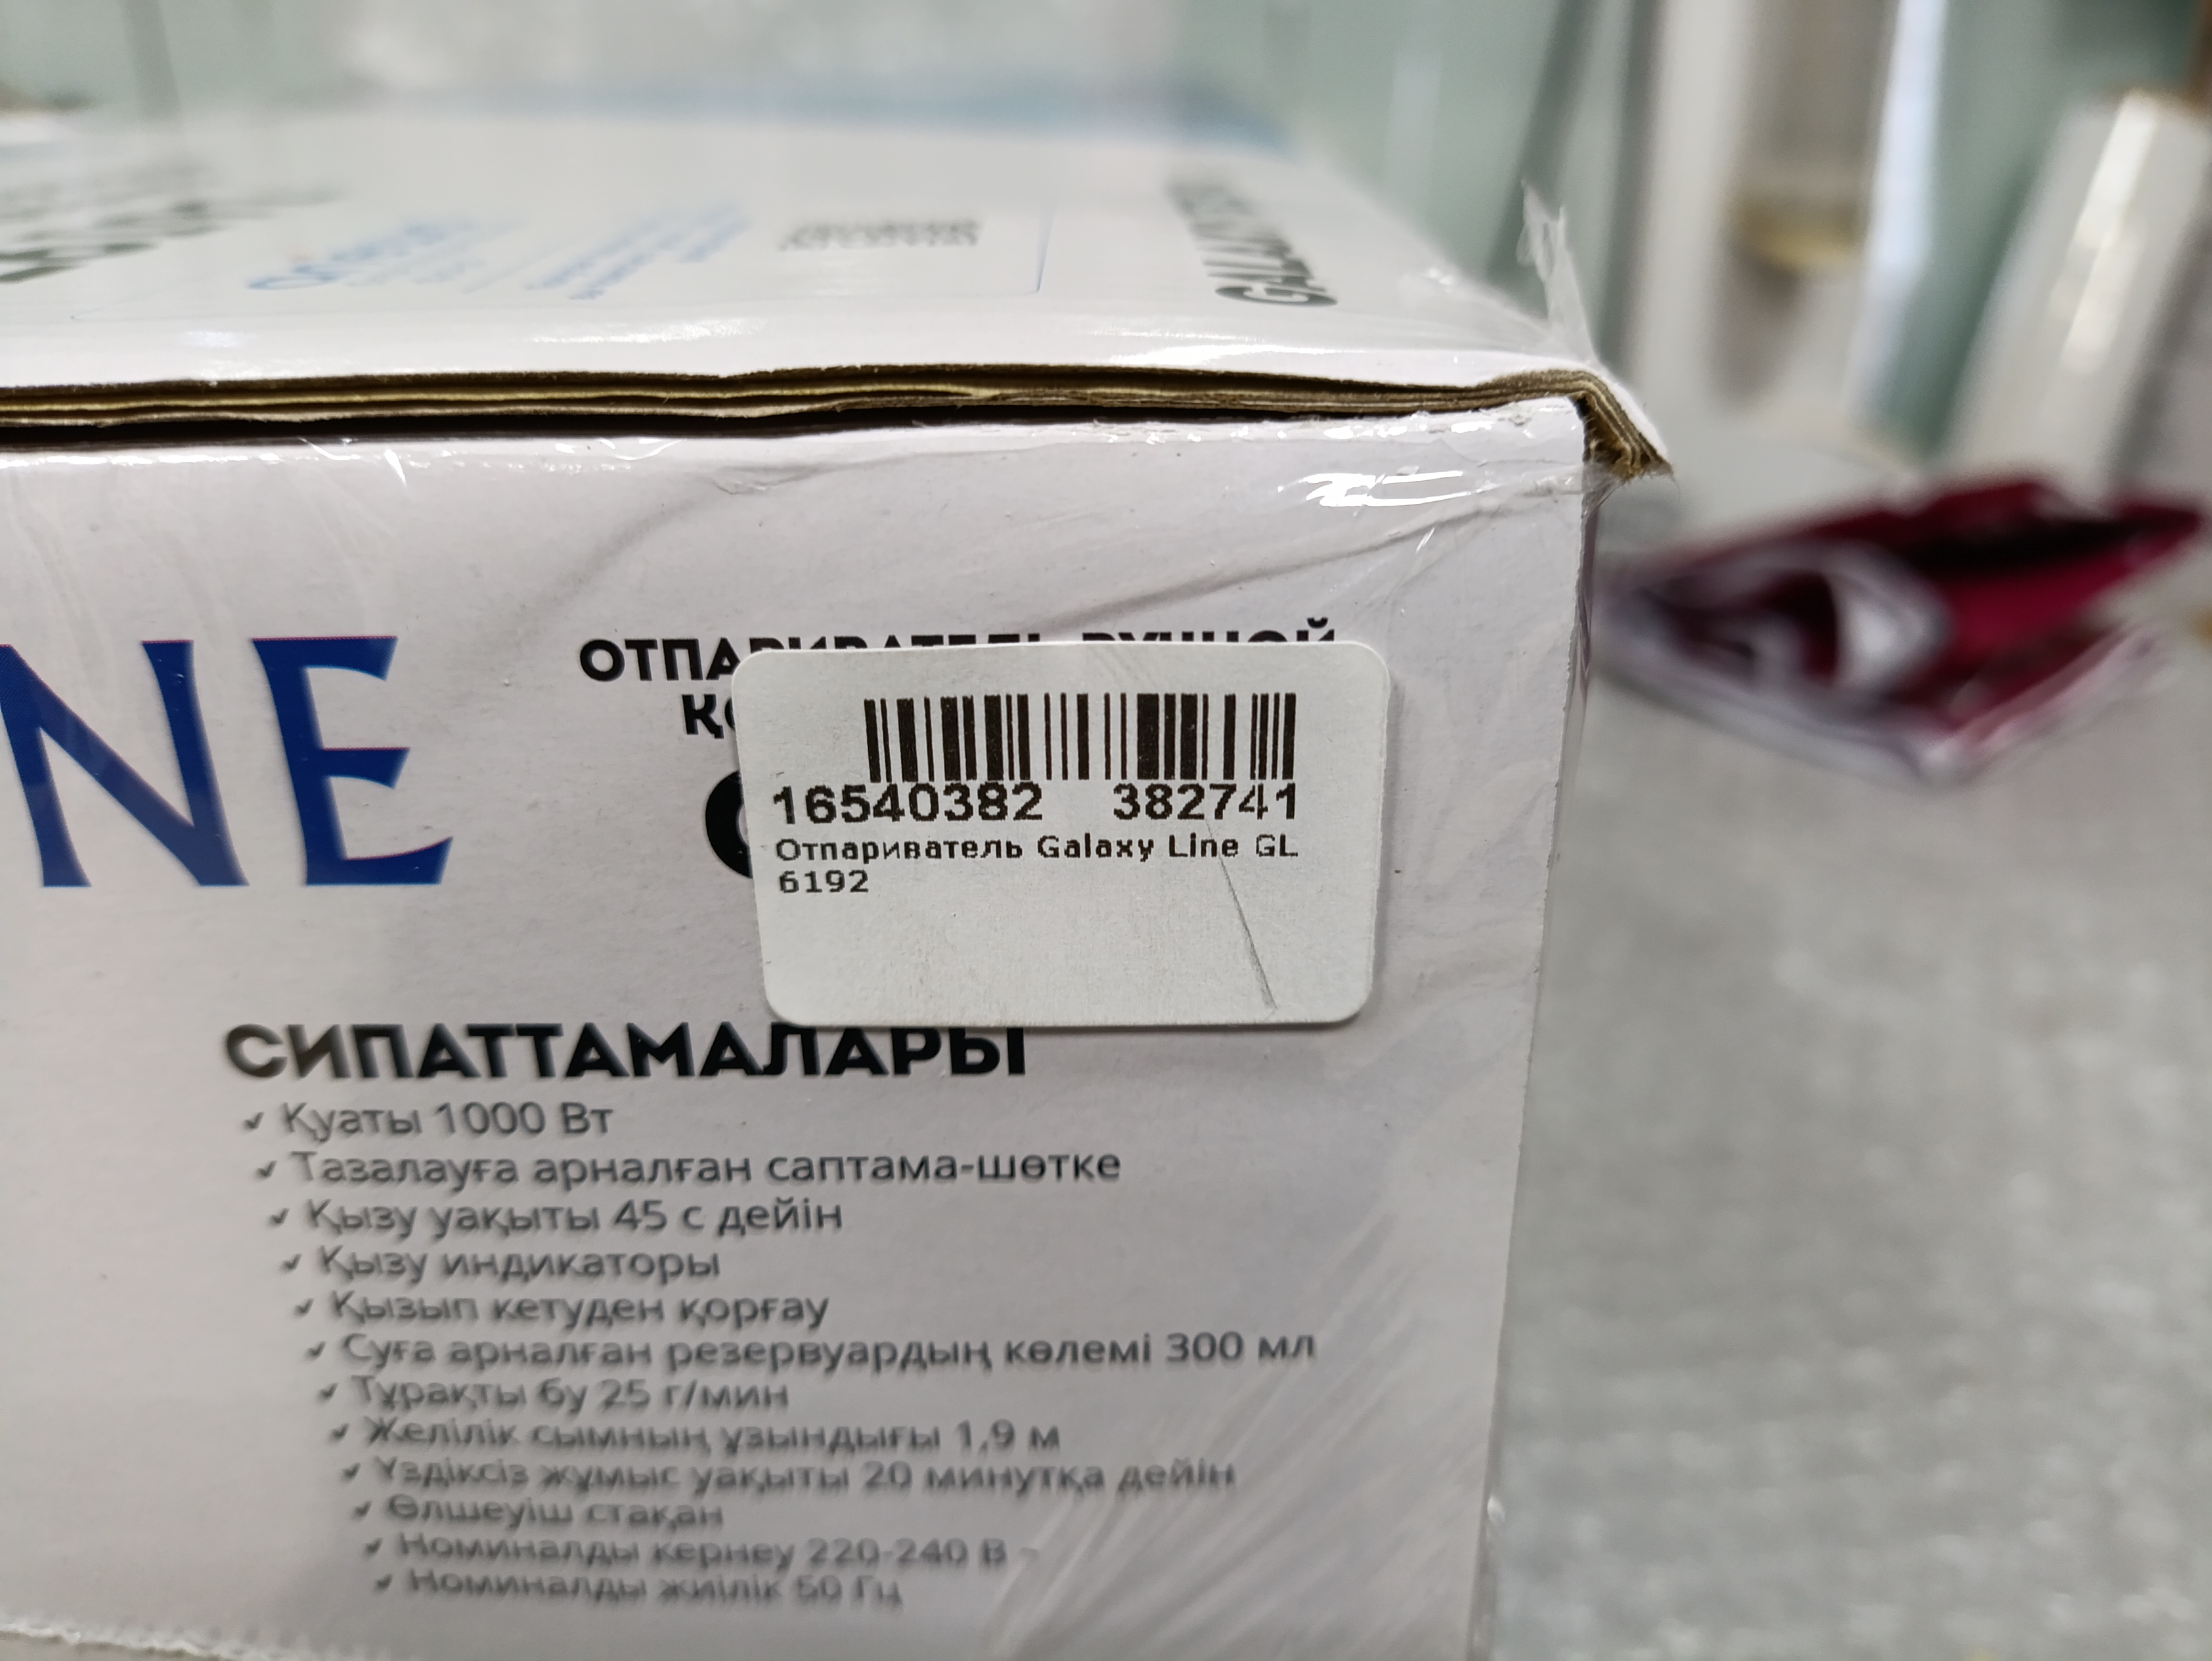 GALAXY LINE
NE
16540382 382741
Отпариватель Galaxy Line GL
6192
СИПАТТАМАЛАРЫ
✓ Қуаты 1000 Вт
✓ Тазалауға арналған саптама-шөтке
✓ Қызу уақыты 45 с дейін
✓ Қызу индикаторы
✓ Қызып кетуден қорғау
✓ Суға арналған резервуардың көлемі 300 мл
✓ Тұрақты бу 25 г/мин
✓ Желілік сымның ұзындығы 1,9 м
✓ Үздіксіз жұмыс уақыты 20 минутқа дейін
✓ Өлшеуіш стақан
✓ Номиналды кернеу 220-240 В ~
✓ Номиналды жиілік 50 Гц